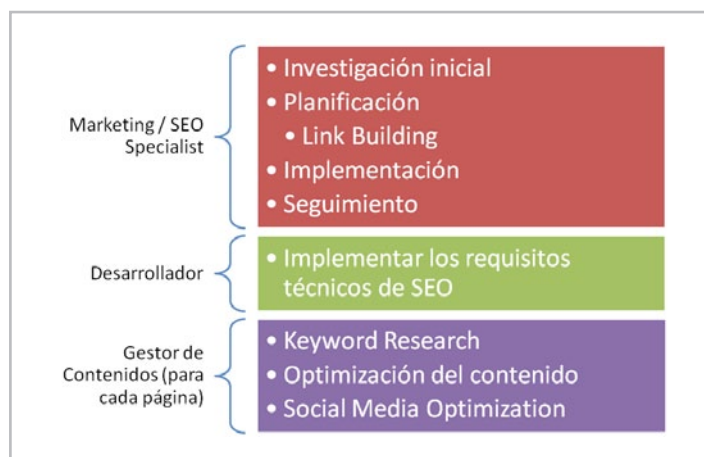 Marketing / SEO
Specialist
• Investigación inicial
• Planificación
• Link Building
• Implementación
• Seguimiento
Desarrollador
• Implementar los requisitos
técnicos de SEO
Gestor de
Contenidos (para
cada página)
• Keyword Research
• Optimización del contenido
• Social Media Optimization